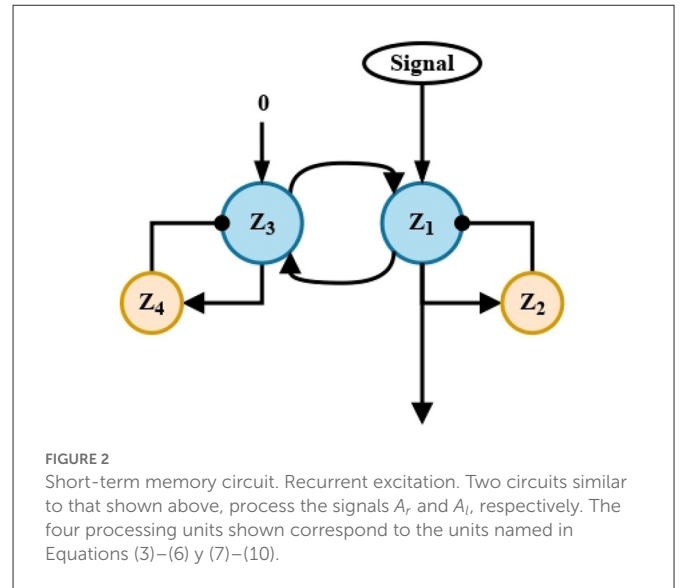 Signal
0
Z3
Z1
Z4
Z2
FIGURE 2
Short-term memory circuit. Recurrent excitation. Two circuits similar
to that shown above, process the signals Ar and Al, respectively. The
four processing units shown correspond to the units named in
Equations (3)–(6) y (7)–(10).